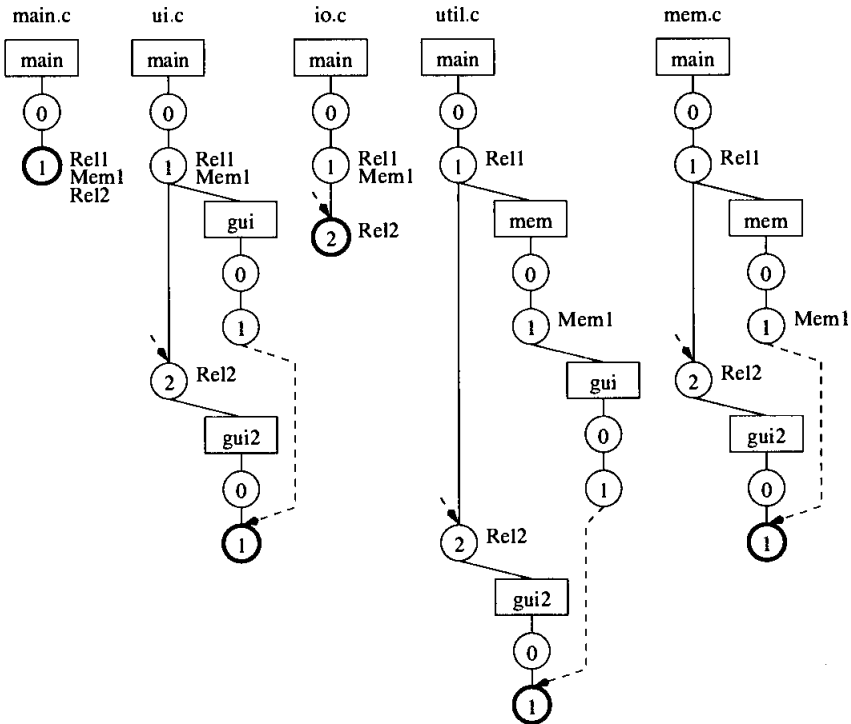 main.c
ui.c
io.c
util.c
mem.c
main
main
main
main
main
0
0
0
0
0
1
Rel1
Mem1
Rel2
1
Rel1
Mem1
1
Rel1
Mem1
1
Rel1
1
Rel1
gui
2
Rel2
mem
mem
0
0
0
1
1
Mem1
1
Mem1
2
Rel2
gui
2
Rel2
gui2
0
gui2
0
1
0
1
2
Rel2
1
gui2
0
1